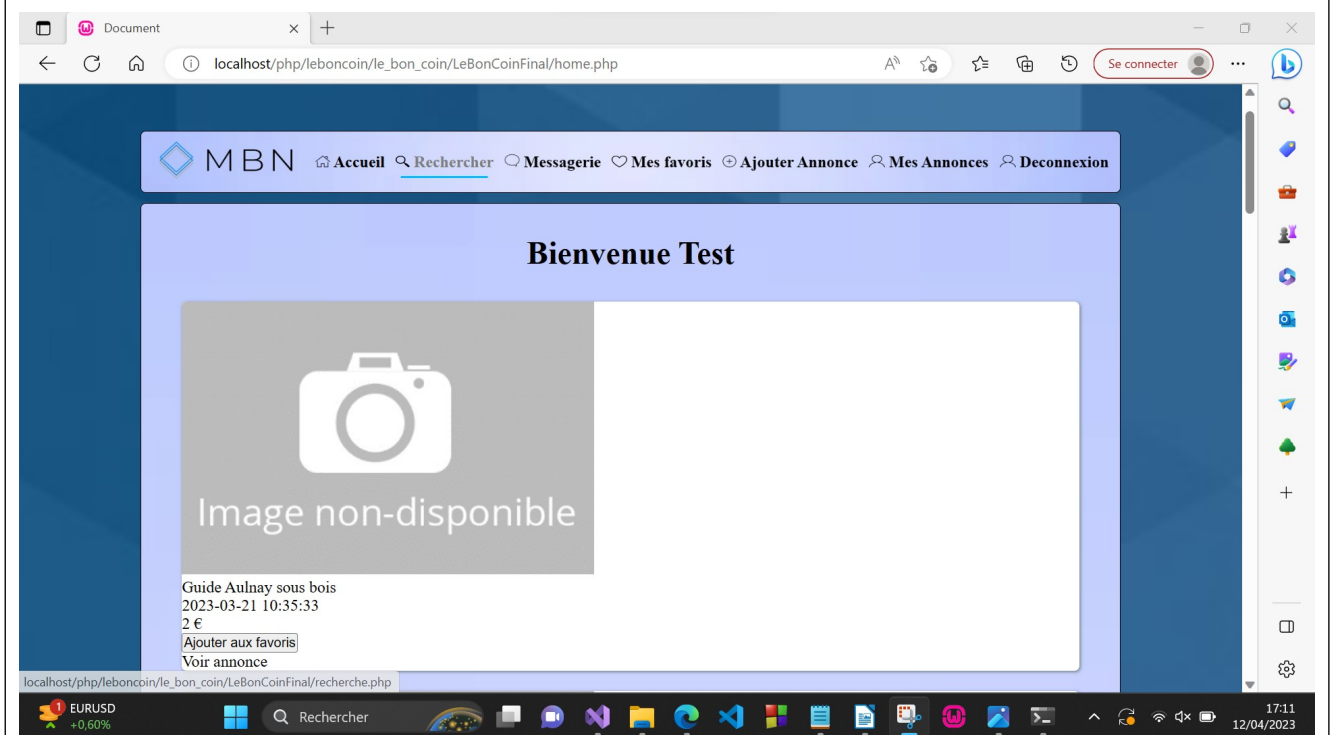 Document
localhost/php/leboncoin/le_bon_coin/LeBonCoinFinal/home.php
Se connecter
MBN Accueil Rechercher Messagerie Mes favoris Ajouter Annonce Mes Annonces Deconnexion
Bienvenue Test
Image non-disponible
Guide Aulnay sous bois
2023-03-21 10:35:33
2 €
Ajouter aux favoris
Voir annonce
localhost/php/leboncoin/le_bon_coin/LeBonCoinFinal/recherche.php
1
EURUSD
+0,60%
Rechercher
17:11
12/04/2023